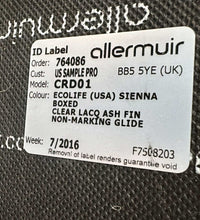 allermuir
ID Label
Order: 764086
Cust: US SAMPLE PRO BB5 5YE (UK)
Model: CRD01
Colour: ECOLIFE (USA) SIENNA
BOXED
CLEAR LACQ ASH FIN
NON-MARKING GLIDE
Week: 7/2016 F7508203
Removal of label renders guarantee void